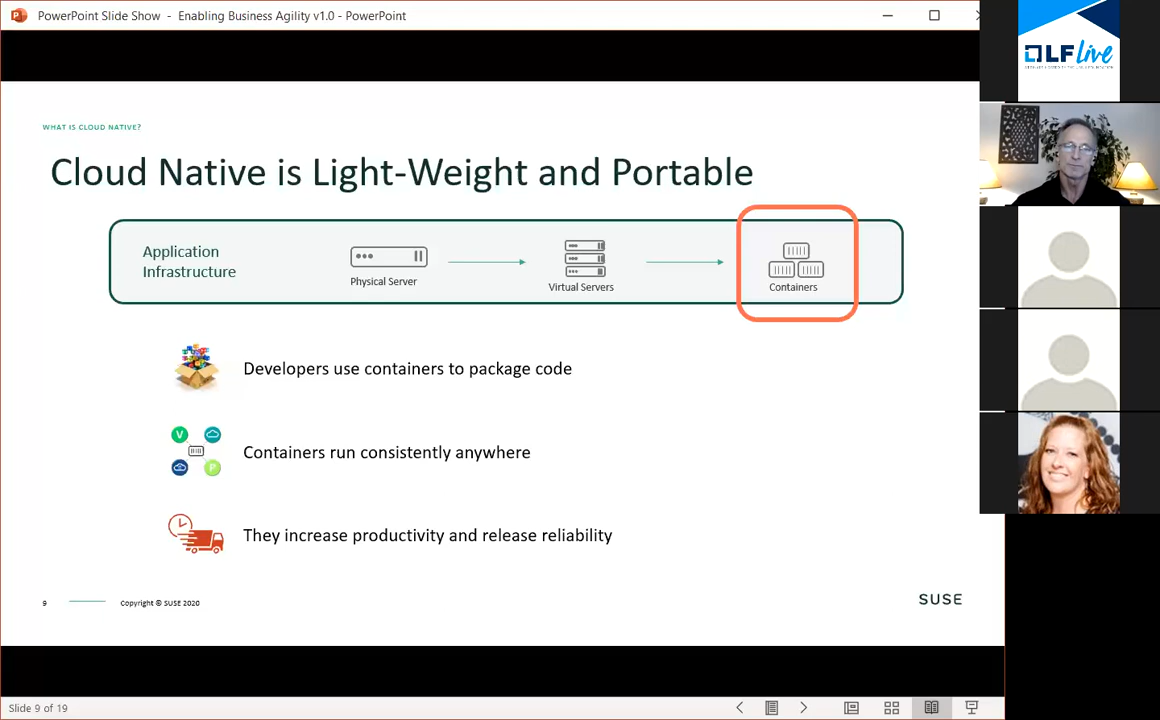 PowerPoint Slide Show - Enabling Business Agility v1.0 - PowerPoint
LFlive
WHAT IS CLOUD NATIVE?
Cloud Native is Light-Weight and Portable
Application
Infrastructure
Physical Server
Virtual Servers
Containers
Developers use containers to package code
V
P
Containers run consistently anywhere
They increase productivity and release reliability
9
Copyright © SUSE 2020
SUSE
Slide 9 of 19